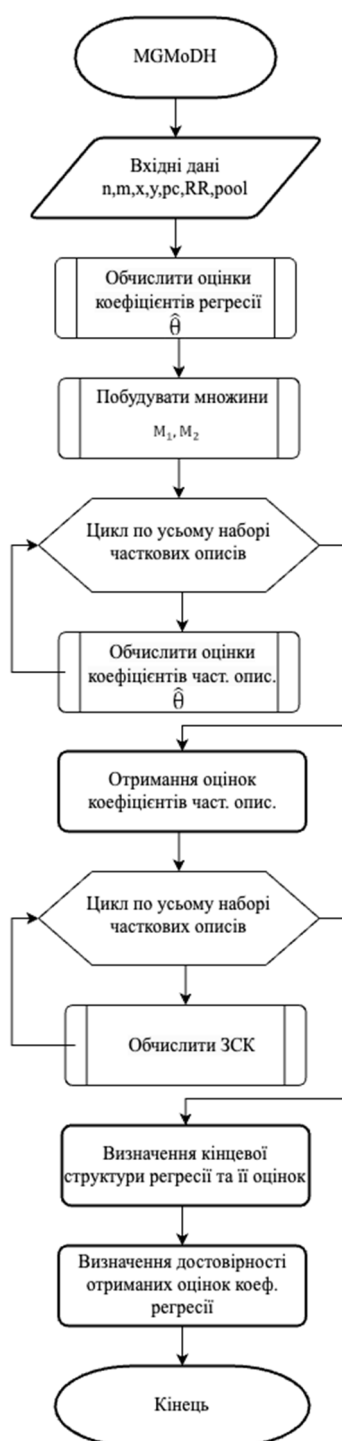 MGMoDH
Вхідні дані
n,m,x,y,pc,RR,pool
Обчислити оцінки
коефіцієнтів регресії
θ̂
Побудувати множини
M₁, M₂
Цикл по усьому наборі
часткових описів
Обчислити оцінки
коефіцієнтів част. опис.
θ̂
Отримання оцінок
коефіцієнтів част. опис.
Цикл по усьому наборі
часткових описів
Обчислити ЗСК
Визначення кінцевої
структури регресії та її оцінок
Визначення достовірності
отриманих оцінок коеф.
регресії
Кінець